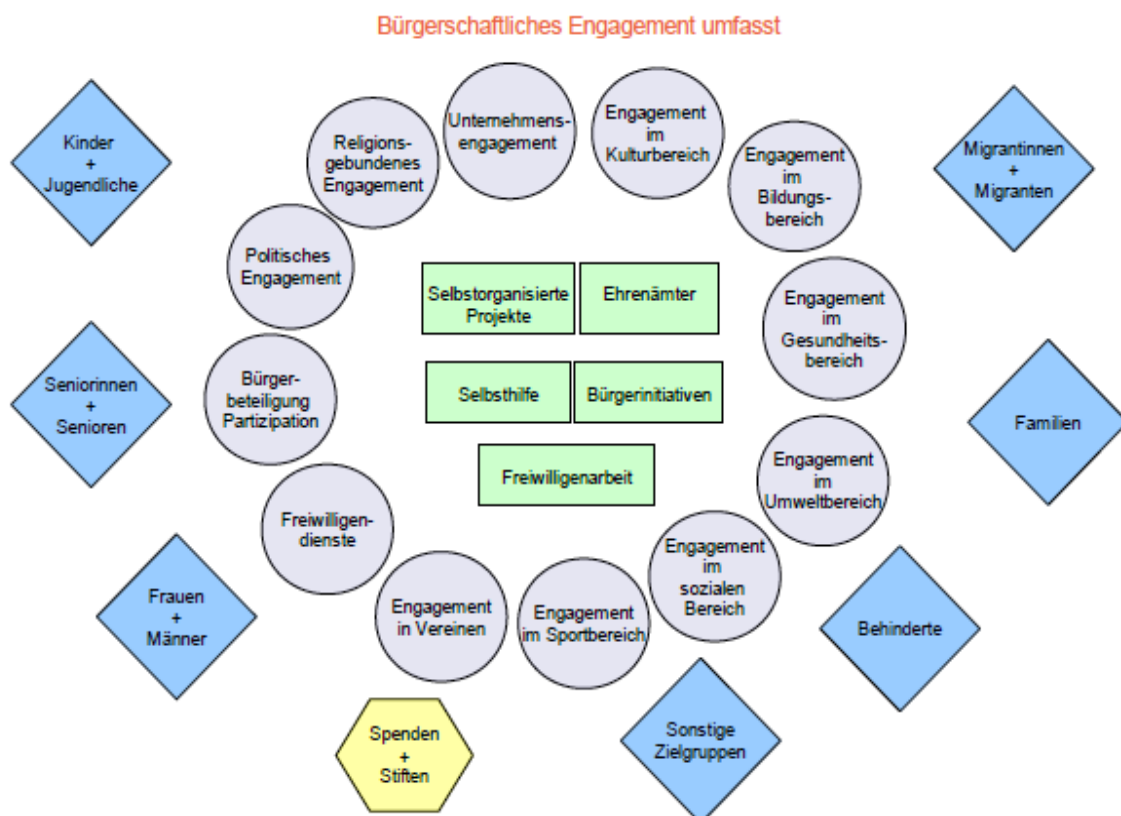 Bürgerschaftliches Engagement umfasst
Kinder
+
Jugendliche
Religions-
gebundenes
Engagement
Unternehmens-
engagement
Engagement
im
Kulturbereich
Engagement
im
Bildungs-
bereich
Migrantinnen
+
Migranten
Politisches
Engagement
Selbstorganisierte
Projekte
Ehrenämter
Engagement
im
Gesundheits-
bereich
Seniorinnen
+
Senioren
Bürger-
beteiligung
Partizipation
Selbsthilfe
Bürgerinitiativen
Familien
Freiwilligenarbeit
Engagement
im
Umweltbereich
Freiwilligen-
dienste
Frauen
+
Männer
Engagement
in Vereinen
Engagement
im Sportbereich
Engagement
im
sozialen
Bereich
Behinderte
Spenden
+
Stiften
Sonstige
Zielgruppen